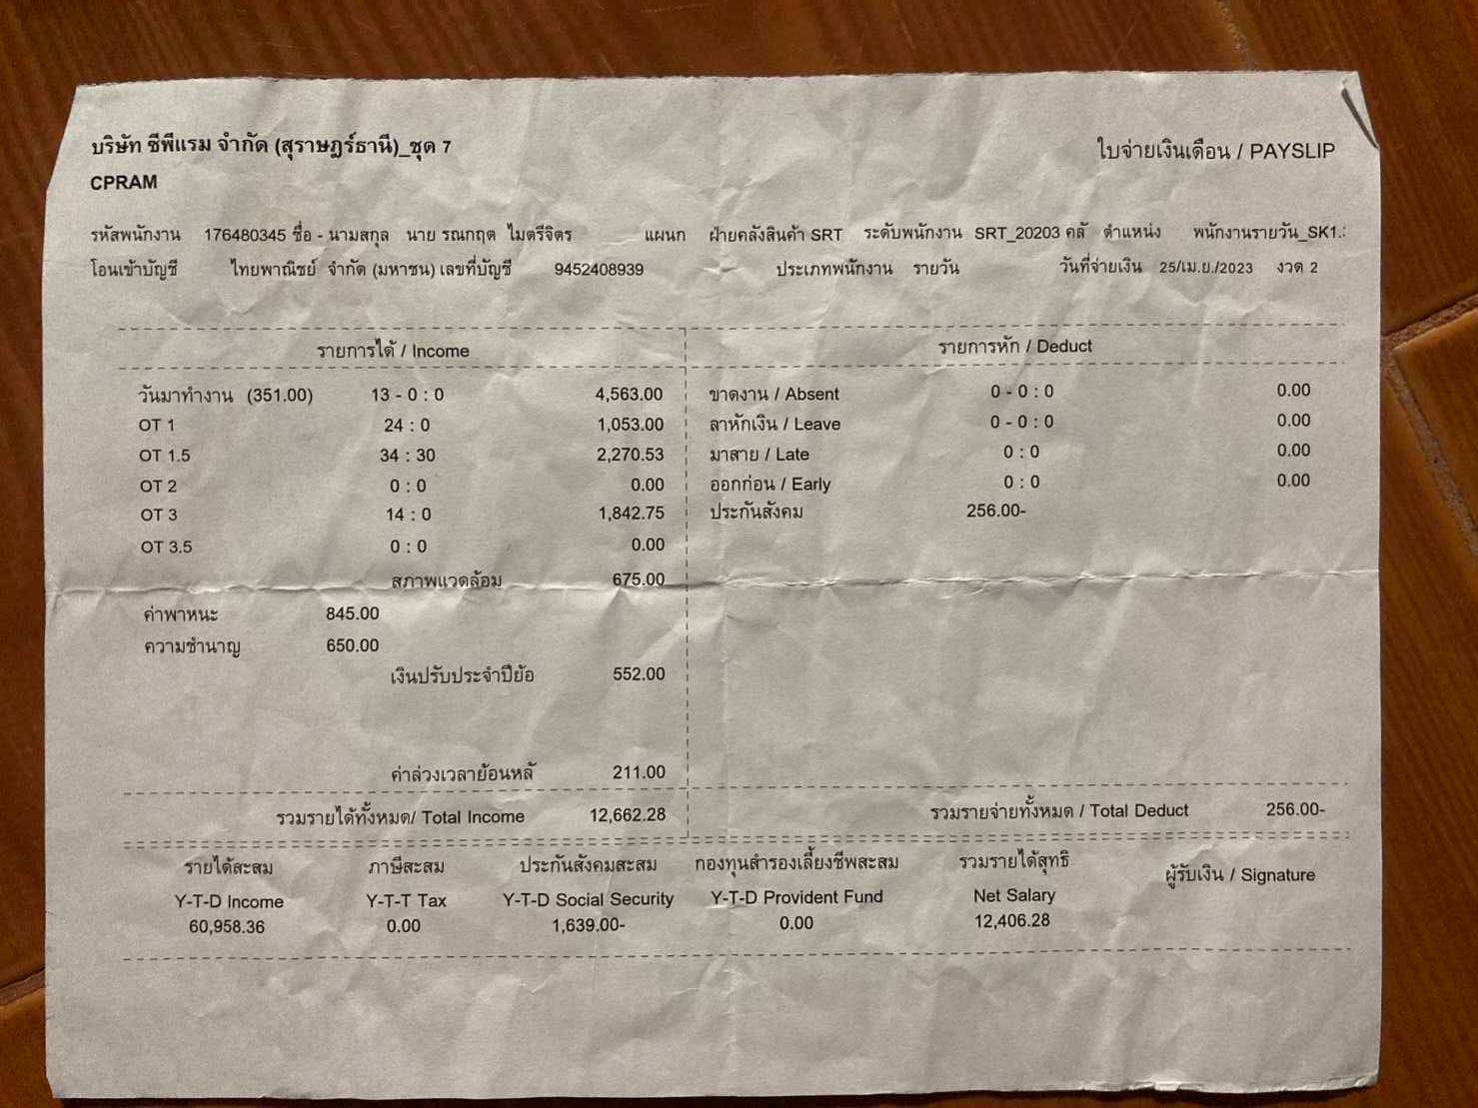 บริษัท ซีพีแรม จำกัด (สุราษฎร์ธานี)_ชุด 7
ใบจ่ายเงินเดือน / PAYSLIP
CPRAM
รหัสพนักงาน 176480345 ชื่อ - นามสกุล นาย รณกฤต ไมตรีจิตร แผนก ฝ่ายคลังสินค้า SRT ระดับพนักงาน SRT_20203 คลั ตำแหน่ง พนักงานรายวัน_SK1.:
โอนเข้าบัญชี ไทยพาณิชย์ จำกัด (มหาชน) เลขที่บัญชี 9452408939 ประเภทพนักงาน รายวัน วันที่จ่ายเงิน 25/เม.ย./2023 งวด 2
รายการได้ / Income รายการหัก / Deduct
วันมาทำงาน (351.00) 13 - 0 : 0 4,563.00 ขาดงาน / Absent 0 - 0 : 0 0.00
OT 1 24 : 0 1,053.00 ลาหักเงิน / Leave 0 - 0 : 0 0.00
OT 1.5 34 : 30 2,270.53 มาสาย / Late 0 : 0 0.00
OT 2 0 : 0 0.00 ออกก่อน / Early 0 : 0 0.00
OT 3 14 : 0 1,842.75 ประกันสังคม 256.00-
OT 3.5 0 : 0 0.00
สภาพแวดล้อม 675.00
ค่าพาหนะ 845.00
ความชำนาญ 650.00
เงินปรับประจำปีย้อ 552.00
ค่าล่วงเวลาย้อนหลั 211.00
รวมรายได้ทั้งหมด/ Total Income 12,662.28 รวมรายจ่ายทั้งหมด / Total Deduct 256.00-
รายได้สะสม ภาษีสะสม ประกันสังคมสะสม กองทุนสำรองเลี้ยงชีพสะสม รวมรายได้สุทธิ ผู้รับเงิน / Signature
Y-T-D Income Y-T-T Tax Y-T-D Social Security Y-T-D Provident Fund Net Salary
60,958.36 0.00 1,639.00- 0.00 12,406.28